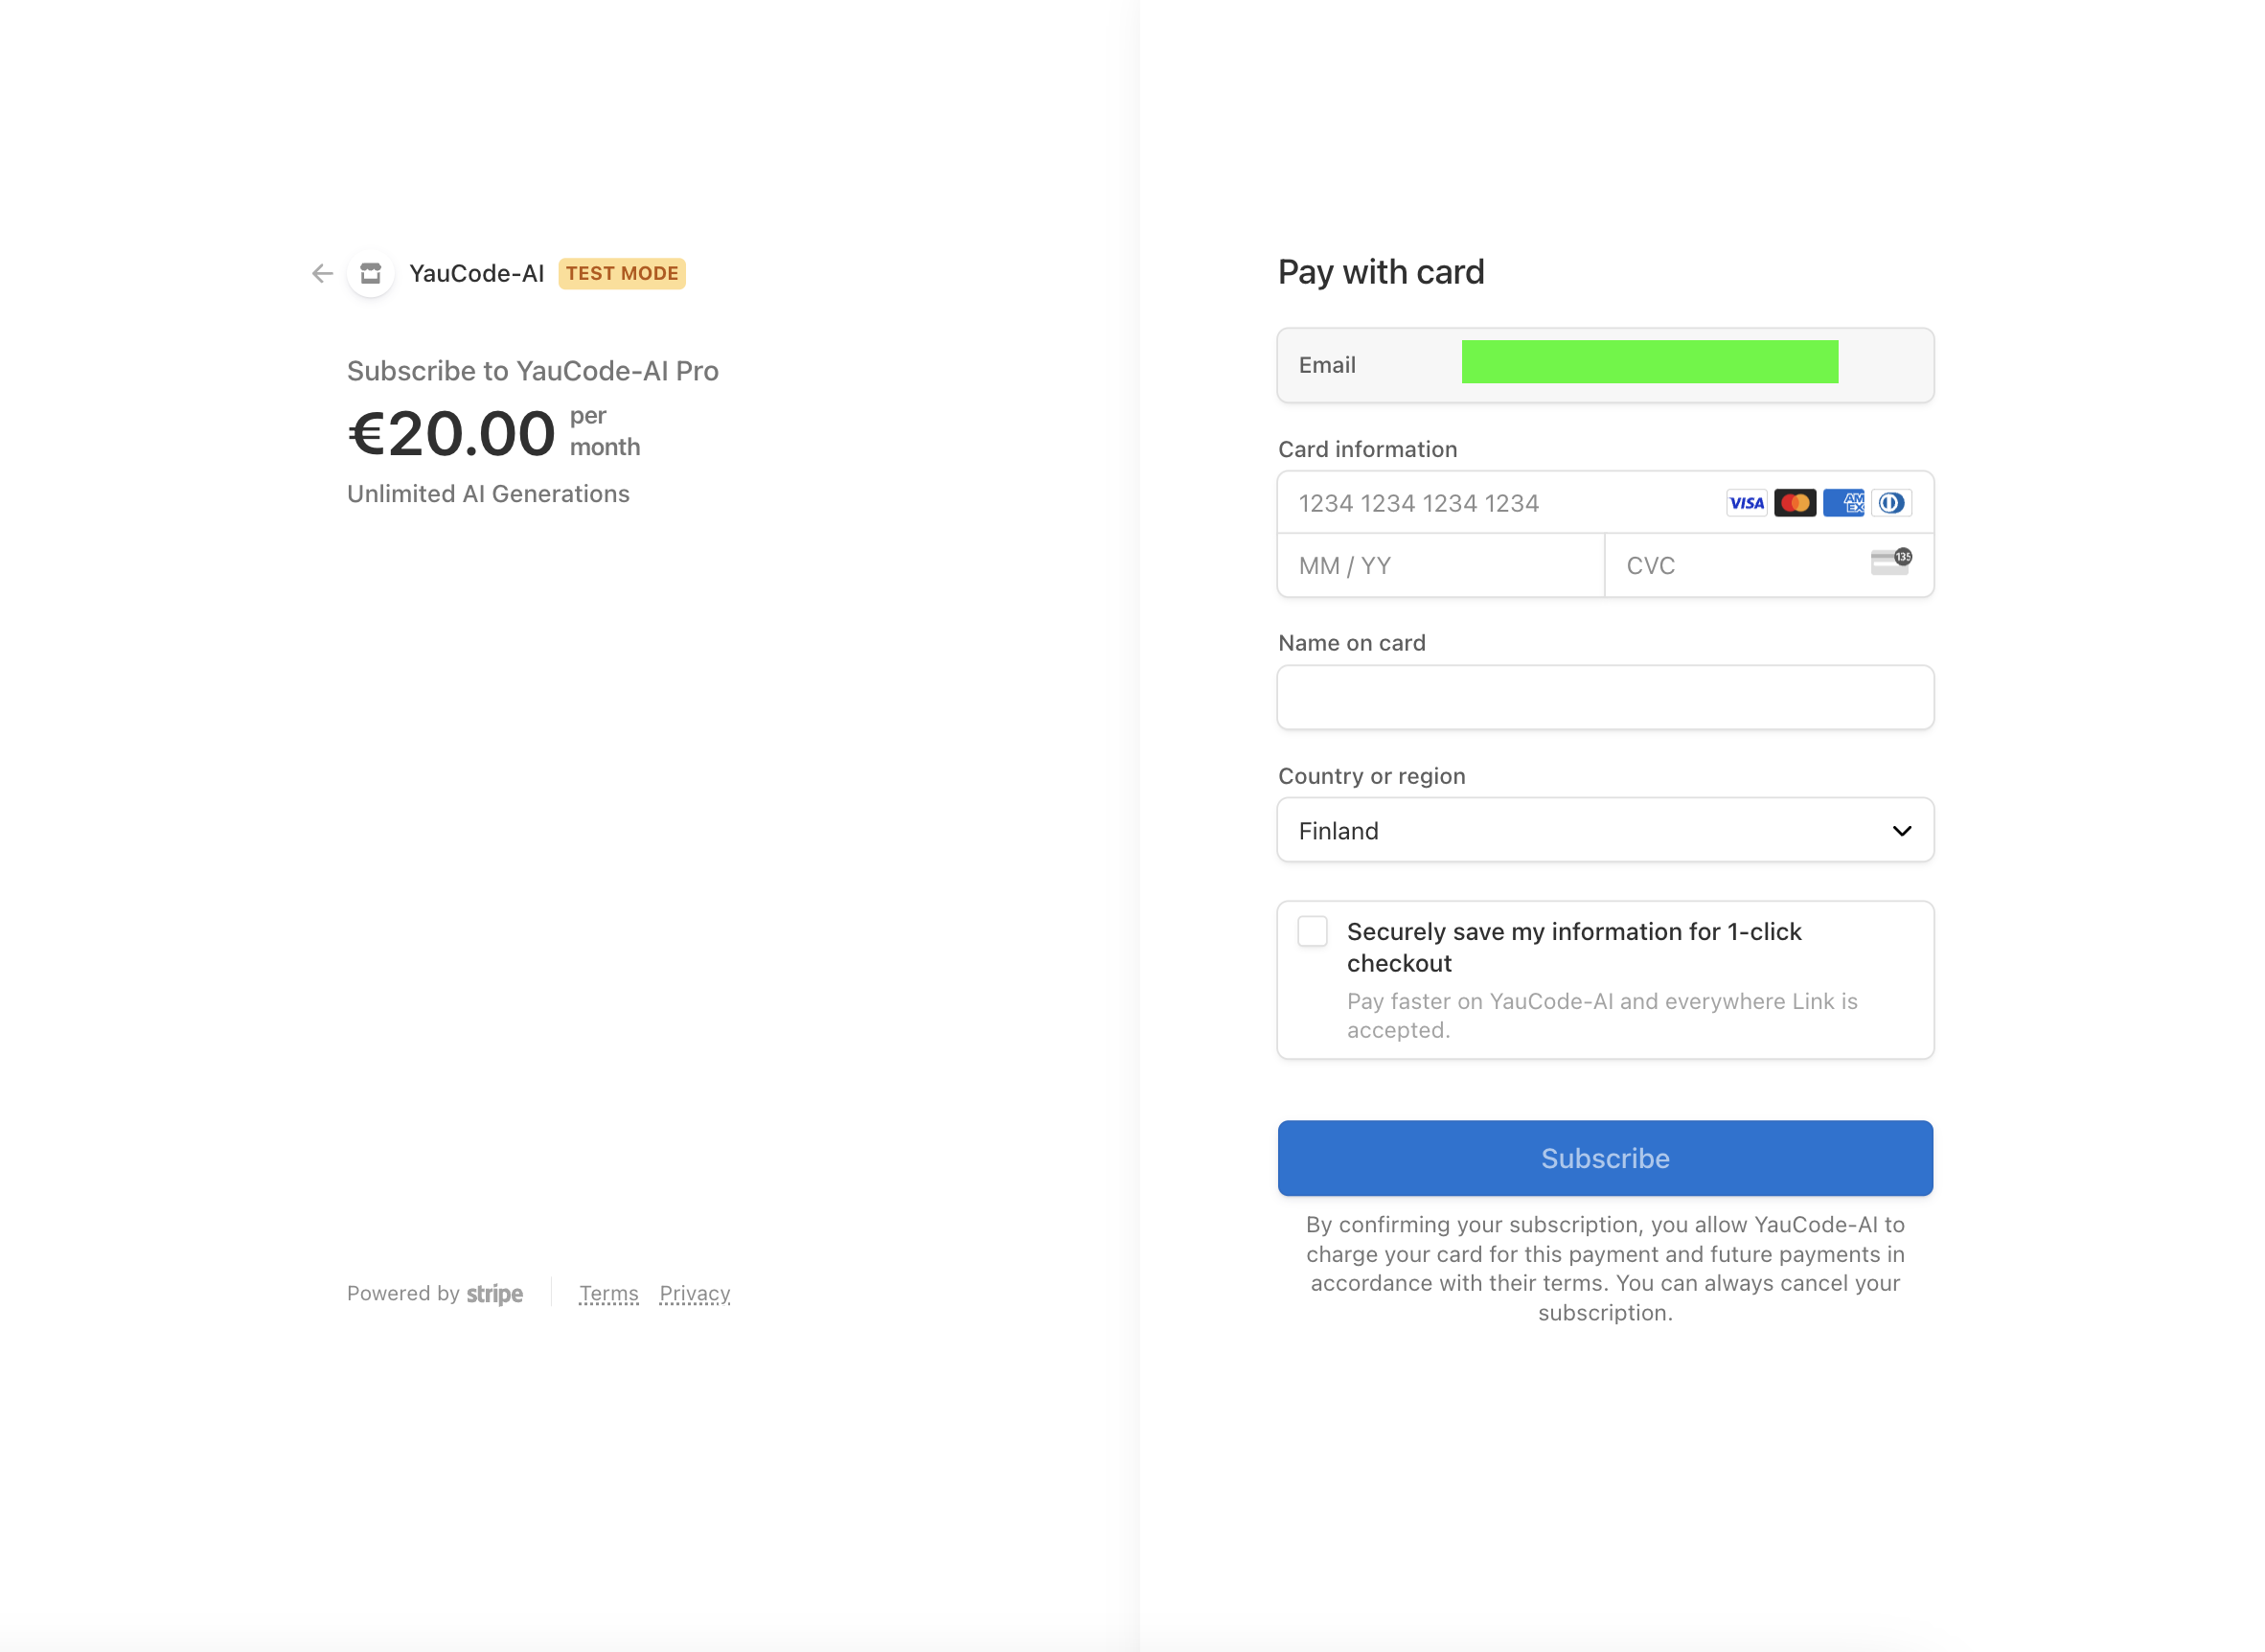 YauCode-AI TEST MODE
Subscribe to YauCode-AI Pro
€20.00 per
month
Unlimited AI Generations
Powered by stripe Terms Privacy
Pay with card
Email
Card information
1234 1234 1234 1234 VISA AM EX
MM / YY CVC 135
Name on card
Country or region
Finland
Securely save my information for 1-click
checkout
Pay faster on YauCode-AI and everywhere Link is
accepted.
Subscribe
By confirming your subscription, you allow YauCode-AI to
charge your card for this payment and future payments in
accordance with their terms. You can always cancel your
subscription.